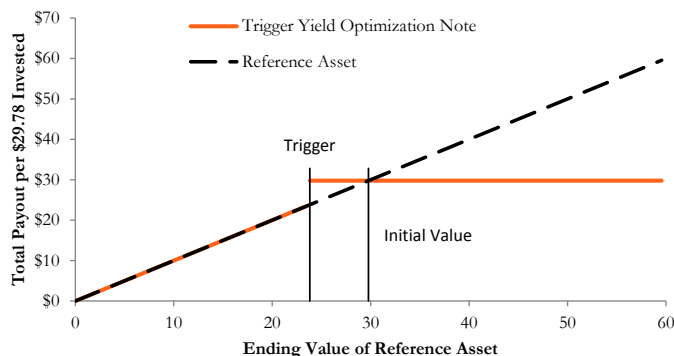 $70
$60
$50
$40
$30
$20
$10
$0
Total Payout per $29.78 Invested
Trigger Yield Optimization Note
Reference Asset
Trigger
Initial Value
0 10 20 30 40 50 60
Ending Value of Reference Asset